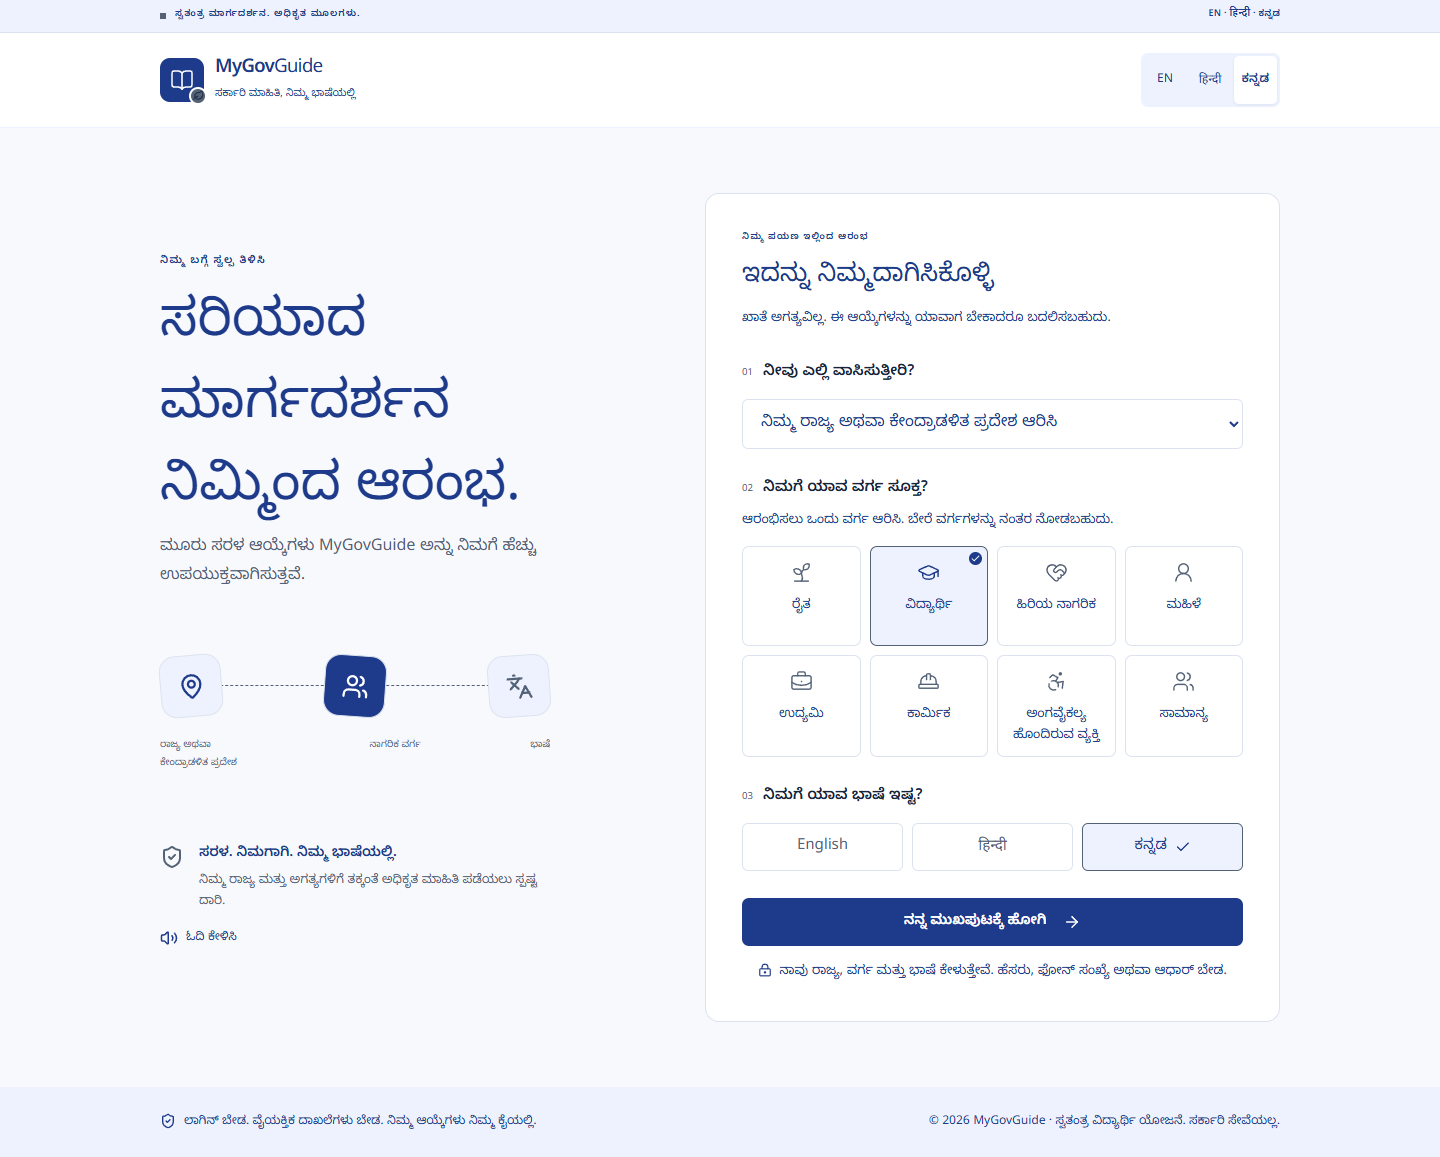 ಸ್ವತಂತ್ರ ಮಾರ್ಗದರ್ಶನ. ಅಧಿಕೃತ ಮೂಲಗಳು.
EN · हिन्दी · ಕನ್ನಡ
MyGovGuide
ಸರ್ಕಾರಿ ಮಾಹಿತಿ, ನಿಮ್ಮ ಭಾಷೆಯಲ್ಲಿ
EN हिन्दी ಕನ್ನಡ
ನಿಮ್ಮ ಬಗ್ಗೆ ಸ್ವಲ್ಪ ತಿಳಿಸಿ
ಸರಿಯಾದ
ಮಾರ್ಗದರ್ಶನ
ನಿಮ್ಮಿಂದ ಆರಂಭ.
ಮೂರು ಸರಳ ಆಯ್ಕೆಗಳು MyGovGuide ಅನ್ನು ನಿಮಗೆ ಹೆಚ್ಚು
ಉಪಯುಕ್ತವಾಗಿಸುತ್ತವೆ.
ರಾಜ್ಯ ಅಥವಾ
ಕೇಂದ್ರಾಡಳಿತ ಪ್ರದೇಶ
ನಾಗರಿಕ ವರ್ಗ
ಭಾಷೆ
ಸರಳ. ನಿಮಗಾಗಿ. ನಿಮ್ಮ ಭಾಷೆಯಲ್ಲಿ.
ನಿಮ್ಮ ರಾಜ್ಯ ಮತ್ತು ಅಗತ್ಯಗಳಿಗೆ ತಕ್ಕಂತೆ ಅಧಿಕೃತ ಮಾಹಿತಿ ಪಡೆಯಲು ಸ್ಪಷ್ಟ
ದಾರಿ.
ಓದಿ ಕೇಳಿಸಿ
ನಿಮ್ಮ ಪಯಣ ಇಲ್ಲಿಂದ ಆರಂಭ
ಇದನ್ನು ನಿಮ್ಮದಾಗಿಸಿಕೊಳ್ಳಿ
ಖಾತೆ ಅಗತ್ಯವಿಲ್ಲ. ಈ ಆಯ್ಕೆಗಳನ್ನು ಯಾವಾಗ ಬೇಕಾದರೂ ಬದಲಿಸಬಹುದು.
01 ನೀವು ಎಲ್ಲಿ ವಾಸಿಸುತ್ತೀರಿ?
ನಿಮ್ಮ ರಾಜ್ಯ ಅಥವಾ ಕೇಂದ್ರಾಡಳಿತ ಪ್ರದೇಶ ಆರಿಸಿ
02 ನಿಮಗೆ ಯಾವ ವರ್ಗ ಸೂಕ್ತ?
ಆರಂಭಿಸಲು ಒಂದು ವರ್ಗ ಆರಿಸಿ. ಬೇರೆ ವರ್ಗಗಳನ್ನು ನಂತರ ನೋಡಬಹುದು.
ರೈತ
ವಿದ್ಯಾರ್ಥಿ
ಹಿರಿಯ ನಾಗರಿಕ
ಮಹಿಳೆ
ಉದ್ಯಮಿ
ಕಾರ್ಮಿಕ
ಅಂಗವೈಕಲ್ಯ
ಹೊಂದಿರುವ ವ್ಯಕ್ತಿ
ಸಾಮಾನ್ಯ
03 ನಿಮಗೆ ಯಾವ ಭಾಷೆ ಇಷ್ಟ?
English
हिन्दी
ಕನ್ನಡ
ನನ್ನ ಮುಖಪುಟಕ್ಕೆ ಹೋಗಿ
ನಾವು ರಾಜ್ಯ, ವರ್ಗ ಮತ್ತು ಭಾಷೆ ಕೇಳುತ್ತೇವೆ. ಹೆಸರು, ಫೋನ್ ಸಂಖ್ಯೆ ಅಥವಾ ಆಧಾರ್ ಬೇಡ.
ಲಾಗಿನ್ ಬೇಡ. ವೈಯಕ್ತಿಕ ದಾಖಲೆಗಳು ಬೇಡ. ನಿಮ್ಮ ಆಯ್ಕೆಗಳು ನಿಮ್ಮ ಕೈಯಲ್ಲಿ.
© 2026 MyGovGuide · ಸ್ವತಂತ್ರ ವಿದ್ಯಾರ್ಥಿ ಯೋಜನೆ. ಸರ್ಕಾರಿ ಸೇವೆಯಲ್ಲ.